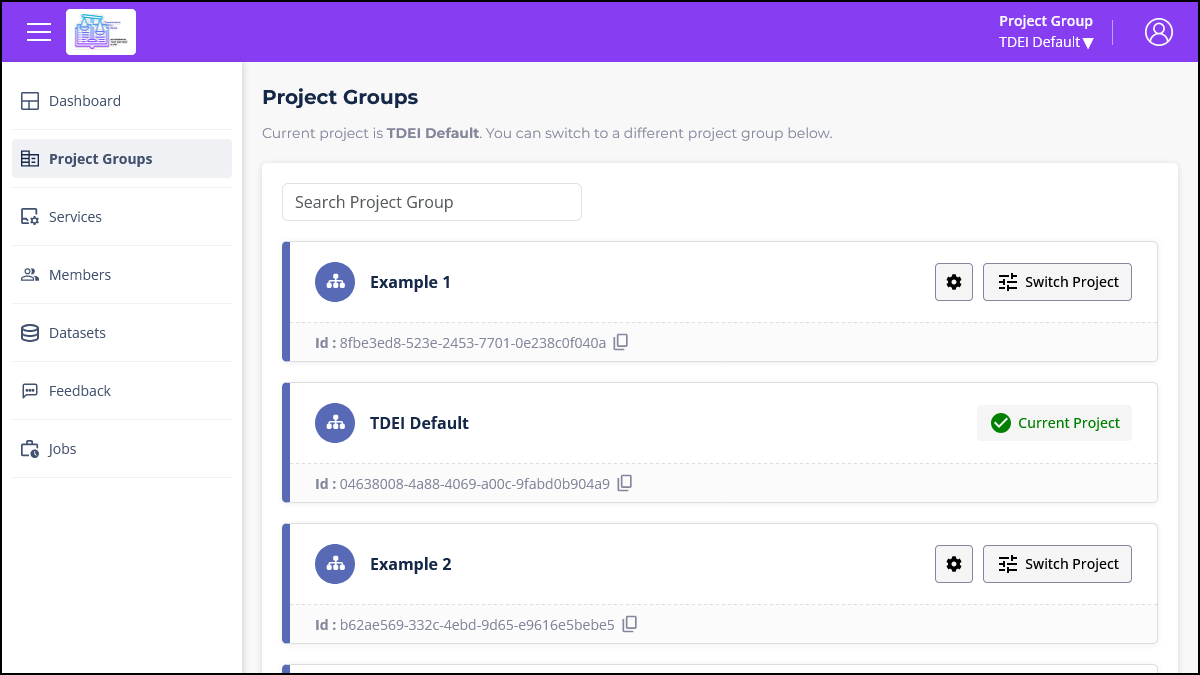 Project Group
TDEI Default
Dashboard
Project Groups
Services
Members
Datasets
Feedback
Jobs
Project Groups
Current project is TDEI Default. You can switch to a different project group below.
Search Project Group
Example 1
Switch Project
Id : 8fbe3ed8-523e-2453-7701-0e238c0f040a
TDEI Default
Current Project
Id : 04638008-4a88-4069-a00c-9fabd0b904a9
Example 2
Switch Project
Id : b62ae569-332c-4ebd-9d65-e9616e5bebe5